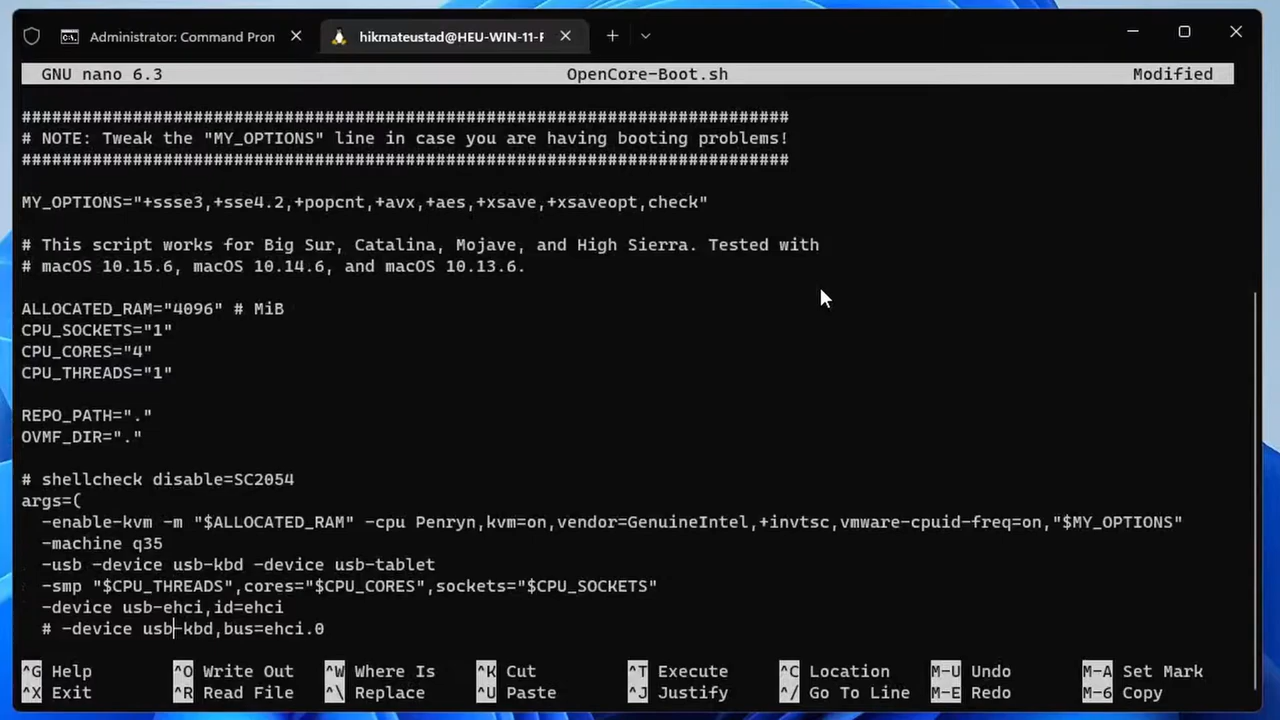 Administrator: Command Pron
hikmateustad@HEU-WIN-11-F
GNU nano 6.3 OpenCore-Boot.sh Modified
############################################################################
# NOTE: Tweak the "MY_OPTIONS" line in case you are having booting problems!
############################################################################
MY_OPTIONS="+ssse3,+sse4.2,+popcnt,+avx,+aes,+xsave,+xsaveopt,check"
# This script works for Big Sur, Catalina, Mojave, and High Sierra. Tested with
# macOS 10.15.6, macOS 10.14.6, and macOS 10.13.6.
ALLOCATED_RAM="4096" # MiB
CPU_SOCKETS="1"
CPU_CORES="4"
CPU_THREADS="1"
REPO_PATH="."
OVMF_DIR="."
# shellcheck disable=SC2054
args=(
-enable-kvm -m "$ALLOCATED_RAM" -cpu Penryn,kvm=on,vendor=GenuineIntel,+invtsc,vmware-cpuid-freq=on,"$MY_OPTIONS"
-machine q35
-usb -device usb-kbd -device usb-tablet
-smp "$CPU_THREADS",cores="$CPU_CORES",sockets="$CPU_SOCKETS"
-device usb-ehci,id=ehci
# -device usb-kbd,bus=ehci.0
^G Help ^O Write Out ^W Where Is ^K Cut ^T Execute ^C Location M-U Undo M-A Set Mark
^X Exit ^R Read File ^\ Replace ^U Paste ^J Justify ^/ Go To Line M-E Redo M-6 Copy